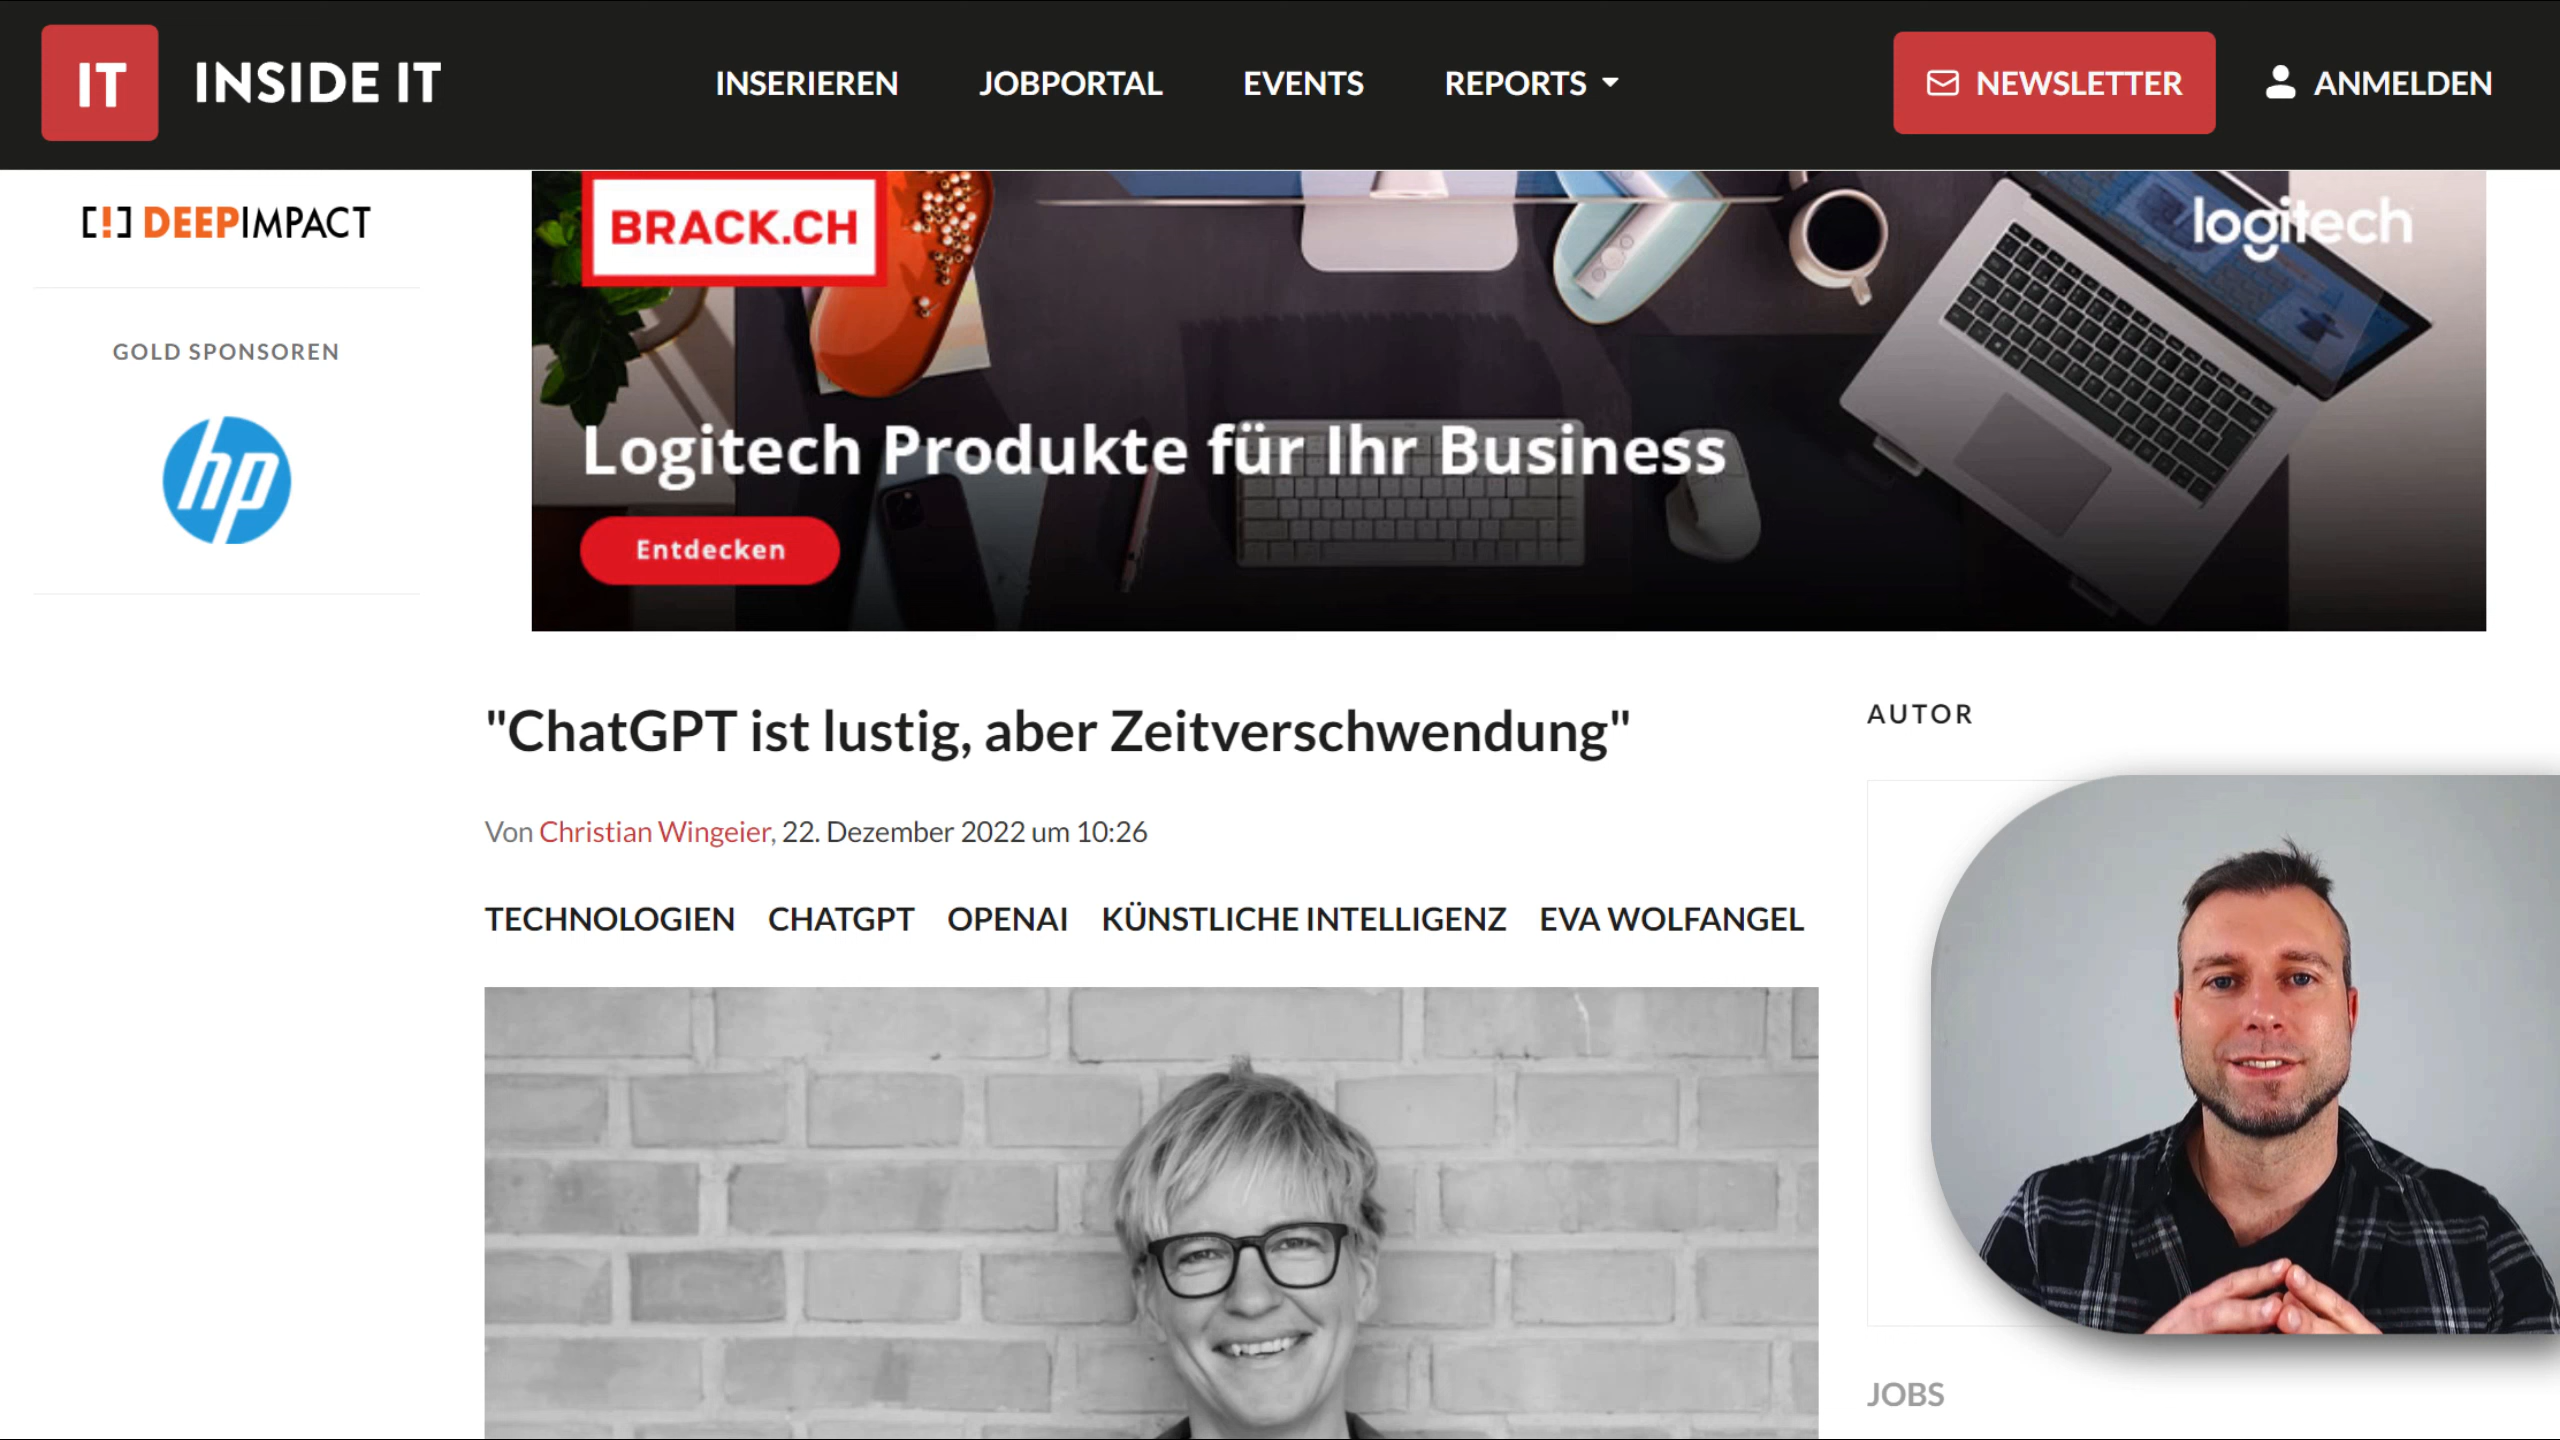 IT INSIDE IT INSERIEREN JOBPORTAL EVENTS REPORTS NEWSLETTER ANMELDEN
[!] DEEPIMPACT
GOLD SPONSOREN
hp
BRACK.CH
logitech
Logitech Produkte für Ihr Business
Entdecken
"ChatGPT ist lustig, aber Zeitverschwendung"
Von Christian Wingeier, 22. Dezember 2022 um 10:26
TECHNOLOGIEN CHATGPT OPENAI KÜNSTLICHE INTELLIGENZ EVA WOLFANGEL
AUTOR
JOBS